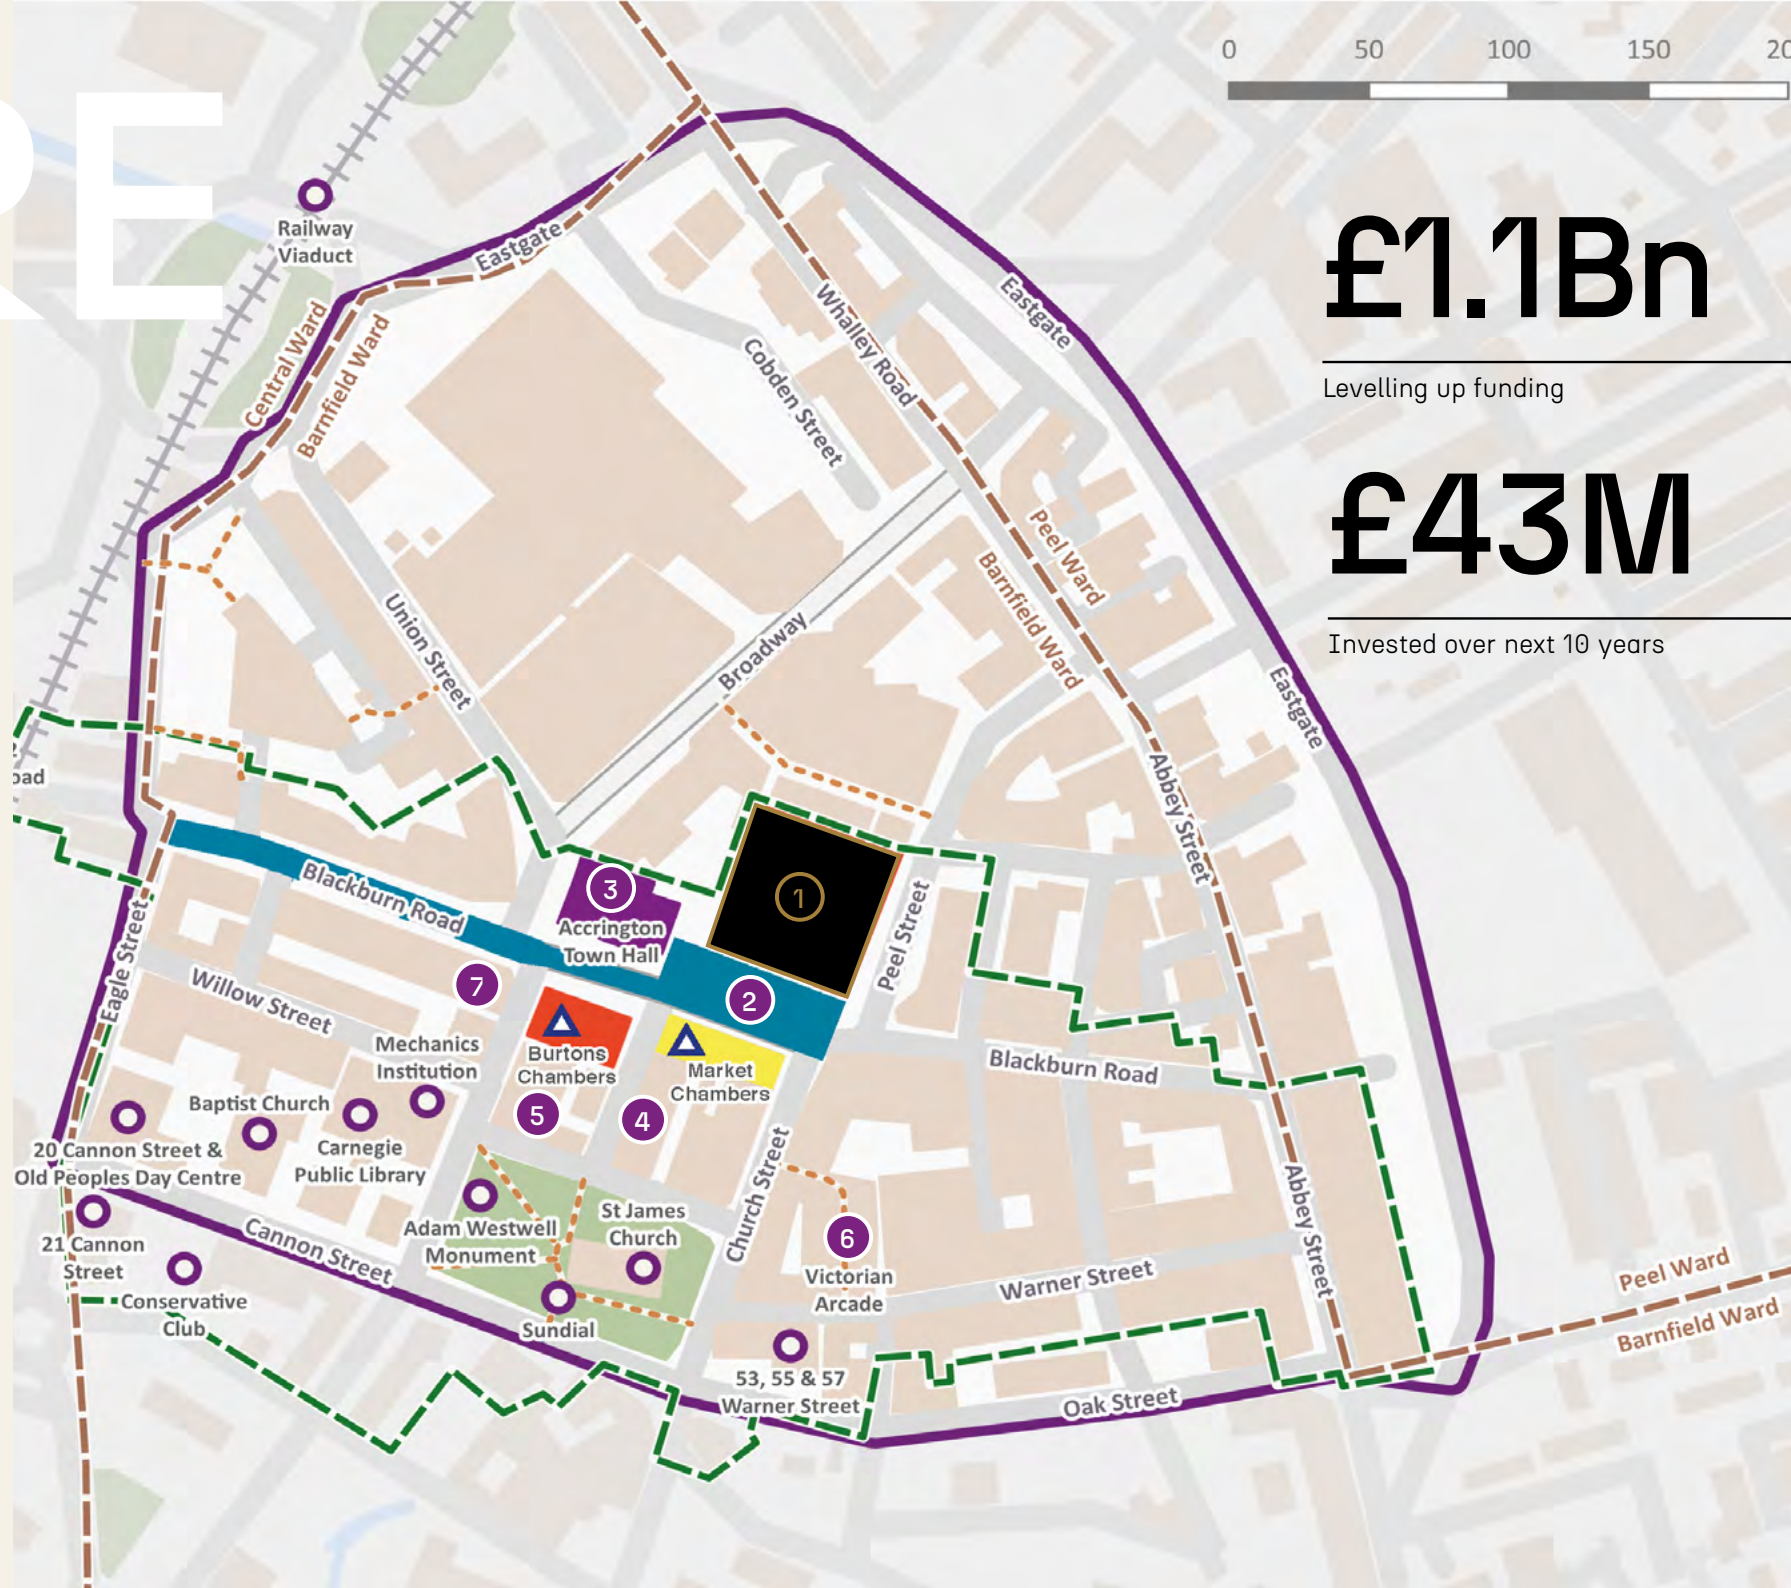 RE
0 50 100 150 20
Railway
Viaduct
£1.1Bn
Levelling up funding
£43M
Invested over next 10 years
Eastgate
Eastgate
Central Ward
Barnfield Ward
Whalley Road
Cobden Street
Peel Ward
Barnfield Ward
Union Street
Broadway
Eastgate
Abbey Street
oad
Blackburn Road
3
Accrington
Town Hall
1
Peel Street
Eagle Street
Willow Street
7
2
Burtons
Chambers
Market
Chambers
Mechanics
Institution
Blackburn Road
Baptist Church
5
4
20 Cannon Street &
Old Peoples Day Centre
Carnegie
Public Library
Church Street
Abbey Street
21 Cannon
Street
Cannon Street
Adam Westwell
Monument
St James
Church
6
Victorian
Arcade
Warner Street
Conservative
Club
Sundial
53, 55 & 57
Warner Street
Oak Street
Peel Ward
Barnfield Ward